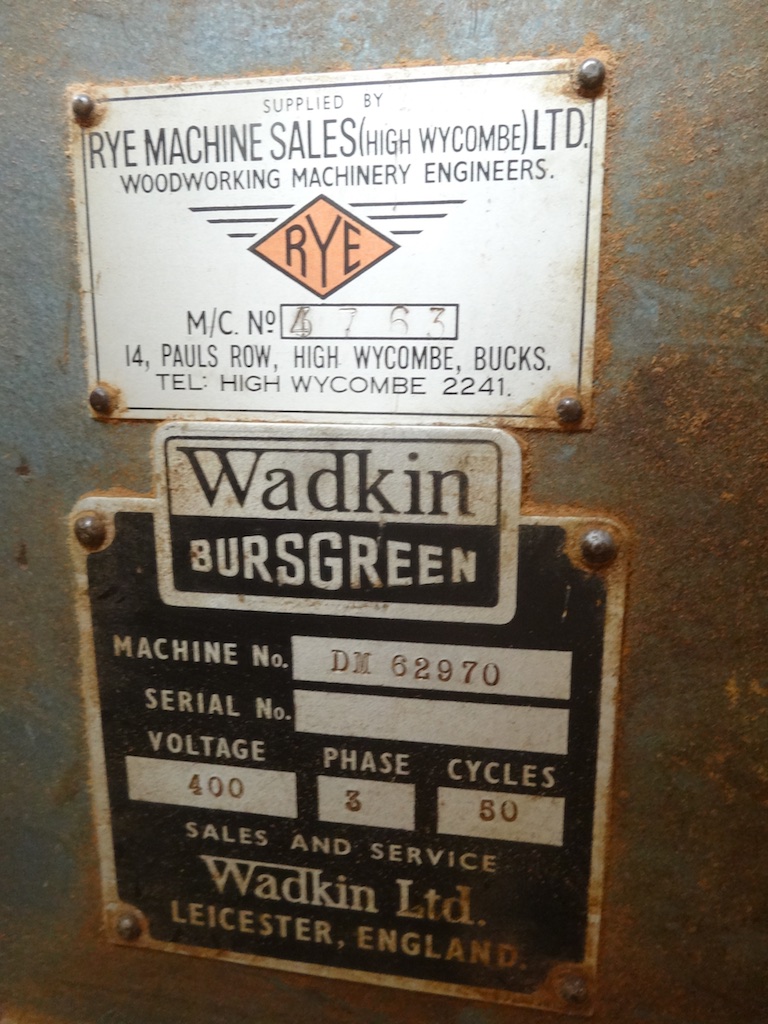 SUPPLIED BY
RYE MACHINE SALES (HIGH WYCOMBE) LTD.
WOODWORKING MACHINERY ENGINEERS.
RYE
M/C. Nº 4763
14, PAULS ROW, HIGH WYCOMBE, BUCKS.
TEL: HIGH WYCOMBE 2241.
Wadkin
BURSGREEN
MACHINE No. DM 62970
SERIAL No.
VOLTAGE PHASE CYCLES
400 3 50
SALES AND SERVICE
Wadkin Ltd.
LEICESTER, ENGLAND.